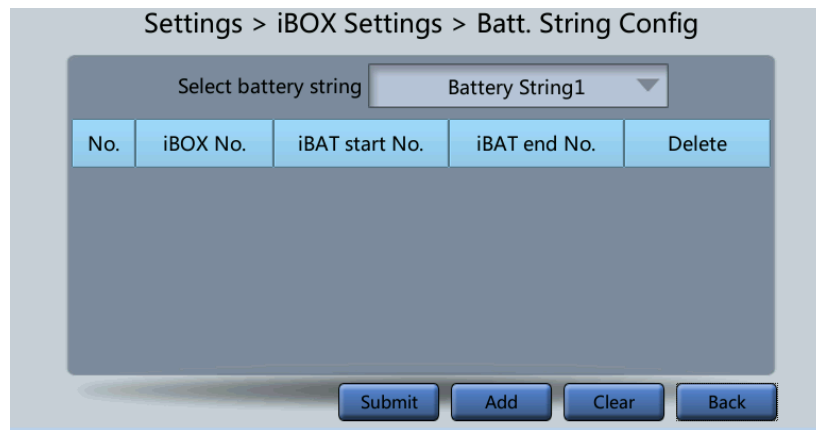 Settings > iBOX Settings > Batt. String Config
Select battery string Battery String1
No. iBOX No. iBAT start No. iBAT end No. Delete
Submit Add Clear Back